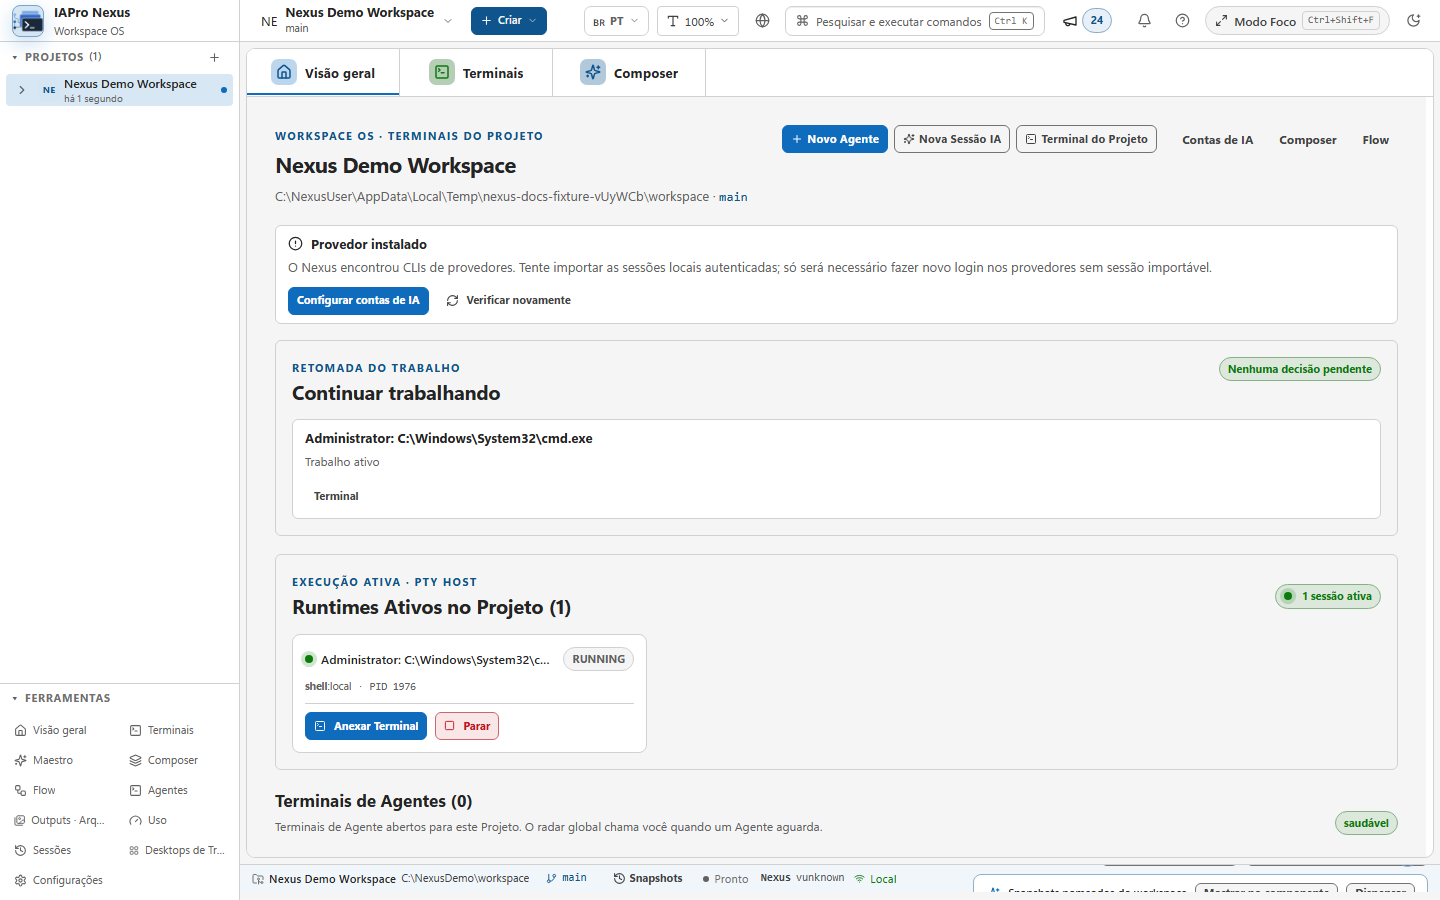 IAPro Nexus
Workspace OS
NE Nexus Demo Workspace
main
Criar
BR PT
100%
Pesquisar e executar comandos Ctrl K
24
Modo Foco Ctrl+Shift+F
PROJETOS (1)
NE Nexus Demo Workspace
há 1 segundo
Visão geral
Terminais
Composer
WORKSPACE OS · TERMINAIS DO PROJETO
Nexus Demo Workspace
C:\NexusUser\AppData\Local\Temp\nexus-docs-fixture-vUyWCb\workspace · main
Novo Agente
Nova Sessão IA
Terminal do Projeto
Contas de IA
Composer
Flow
Provedor instalado
O Nexus encontrou CLIs de provedores. Tente importar as sessões locais autenticadas; só será necessário fazer novo login nos provedores sem sessão importável.
Configurar contas de IA
Verificar novamente
RETOMADA DO TRABALHO
Continuar trabalhando
Nenhuma decisão pendente
Administrator: C:\Windows\System32\cmd.exe
Trabalho ativo
Terminal
EXECUÇÃO ATIVA · PTY HOST
Runtimes Ativos no Projeto (1)
1 sessão ativa
Administrator: C:\Windows\System32\c...
RUNNING
shell:local · PID 1976
Anexar Terminal
Parar
Terminais de Agentes (0)
Terminais de Agente abertos para este Projeto. O radar global chama você quando um Agente aguarda.
saudável
FERRAMENTAS
Visão geral
Terminais
Maestro
Composer
Flow
Agentes
Outputs · Arq...
Uso
Sessões
Desktops de Tr...
Configurações
Nexus Demo Workspace C:\NexusDemo\workspace
main
Snapshots
Pronto
Nexus vunknown
Local
Snapshots nomeados do workspace
Mostrar no componente
Dispensar